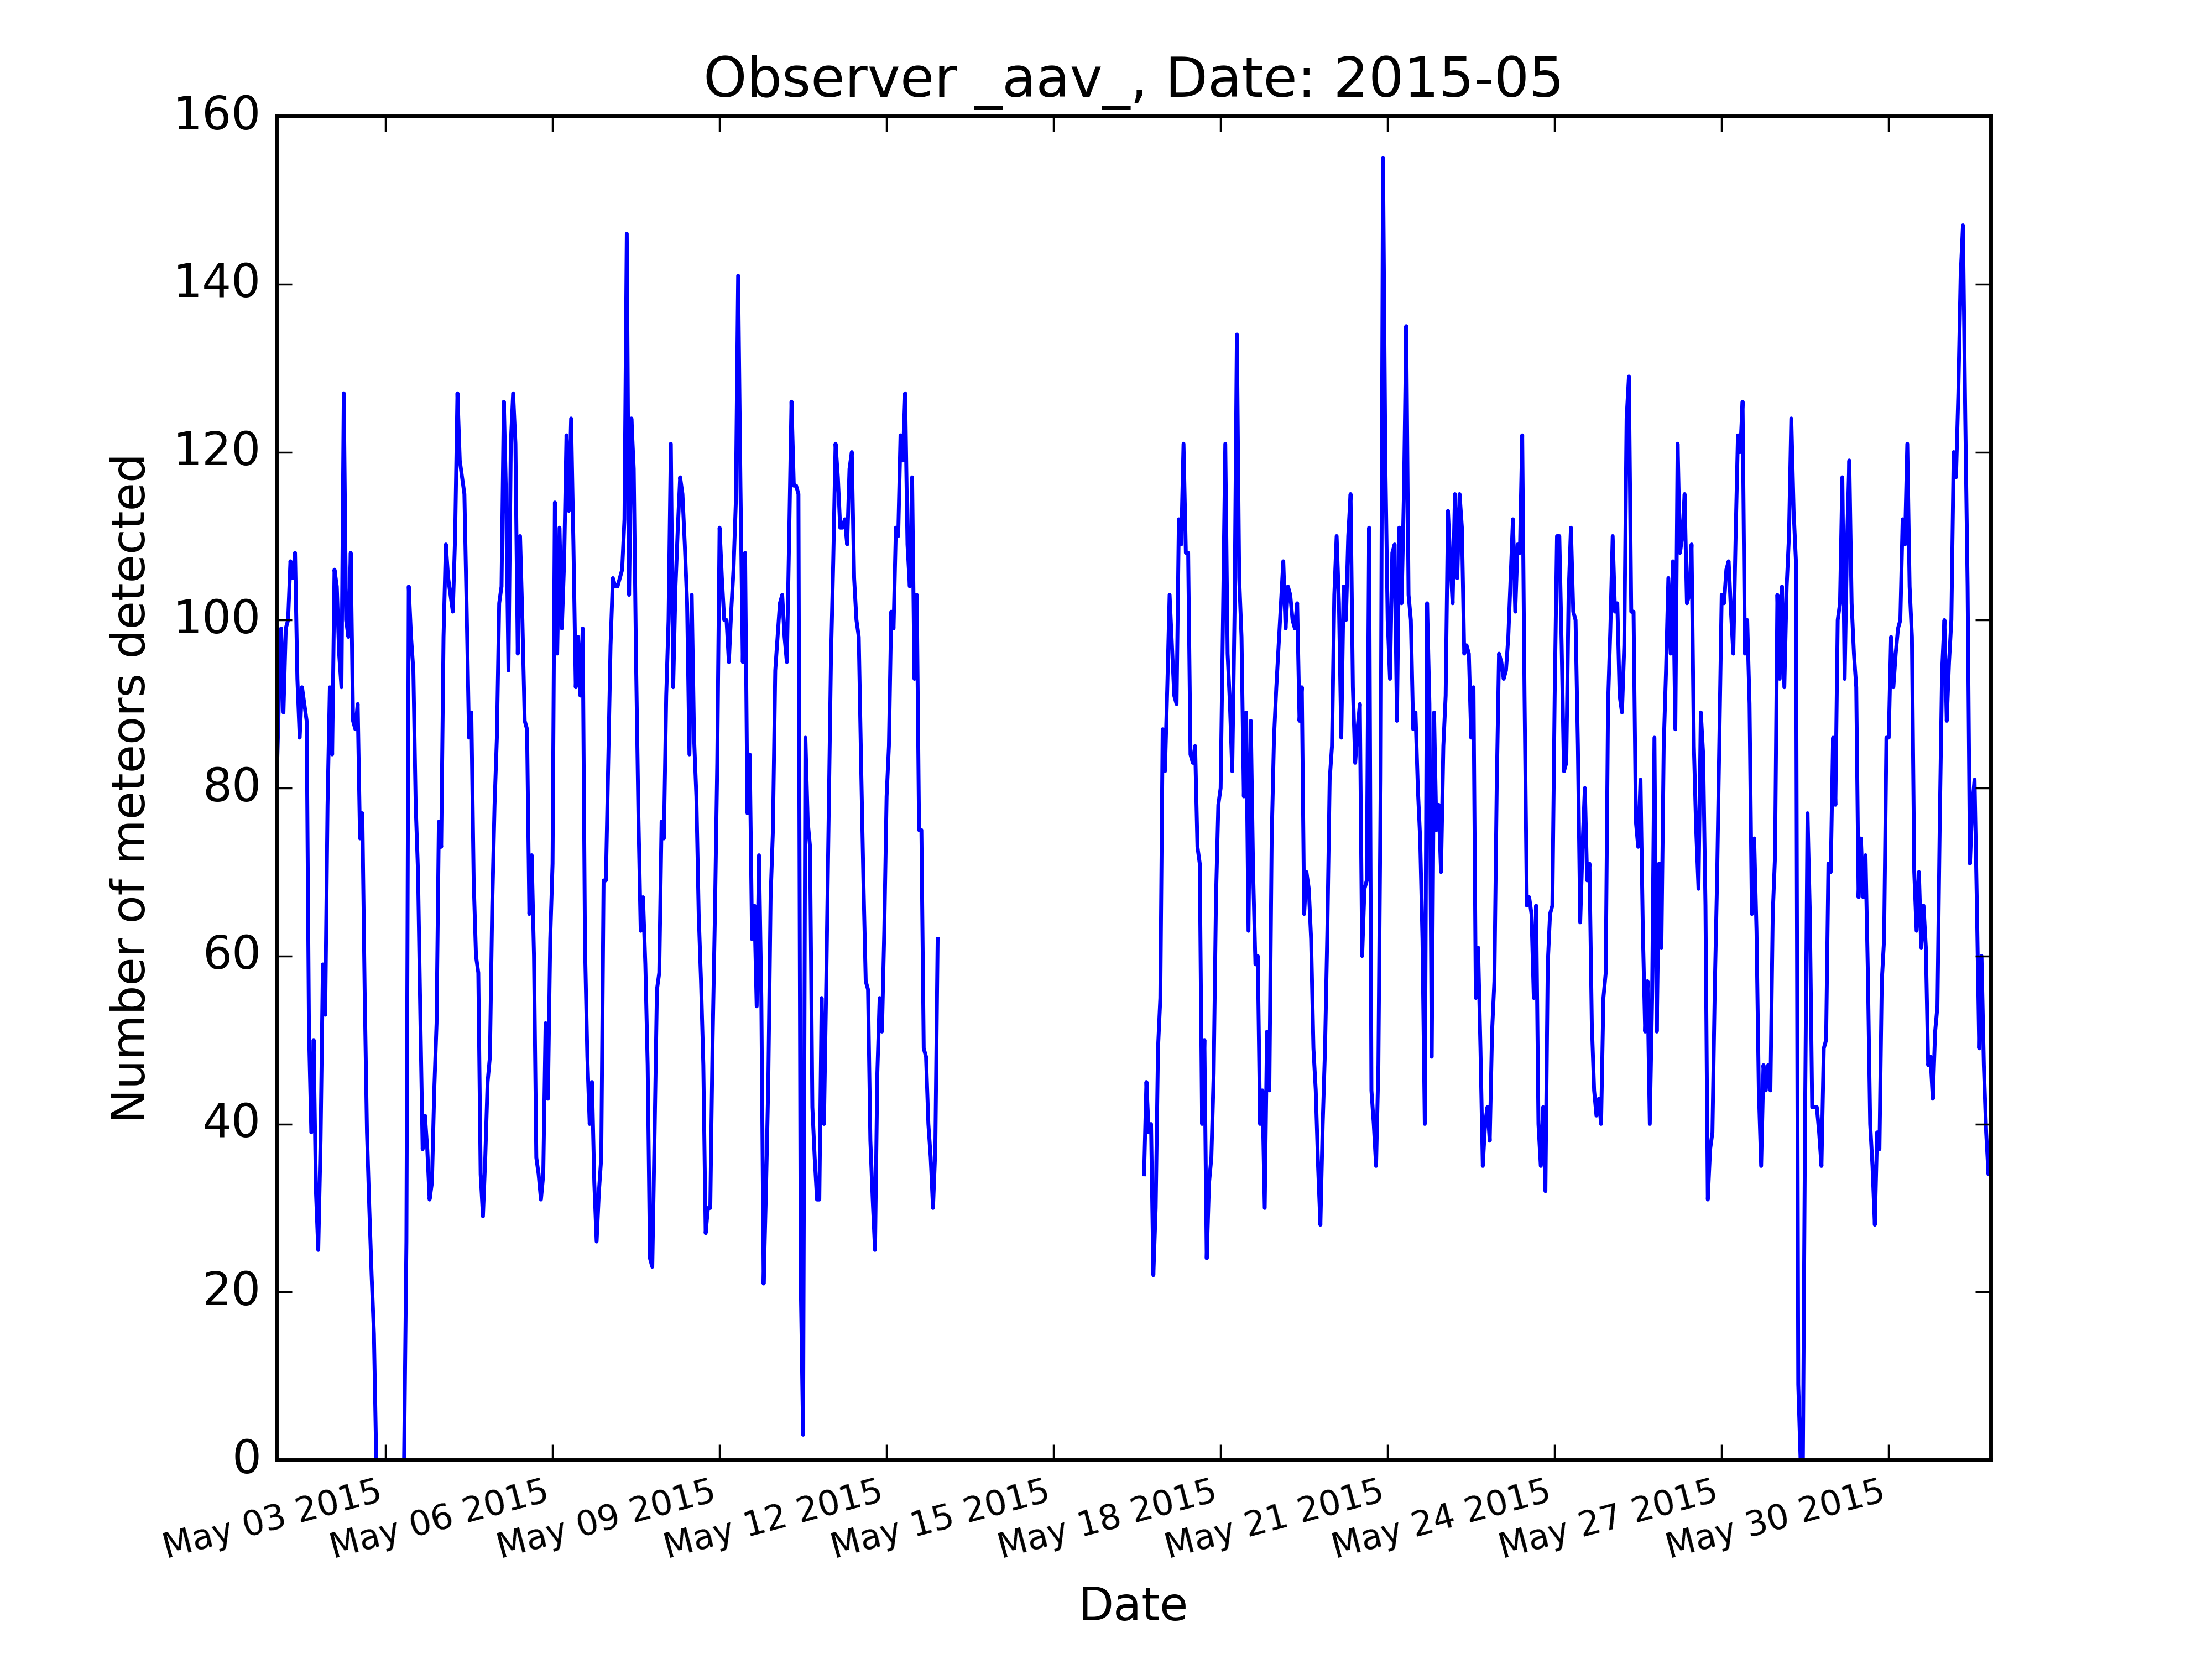 Observer _aav_, Date: 2015-05
Number of meteors detected
160
140
120
100
80
60
40
20
0
May 03 2015
May 06 2015
May 09 2015
May 12 2015
May 15 2015
May 18 2015
May 21 2015
May 24 2015
May 27 2015
May 30 2015
Date